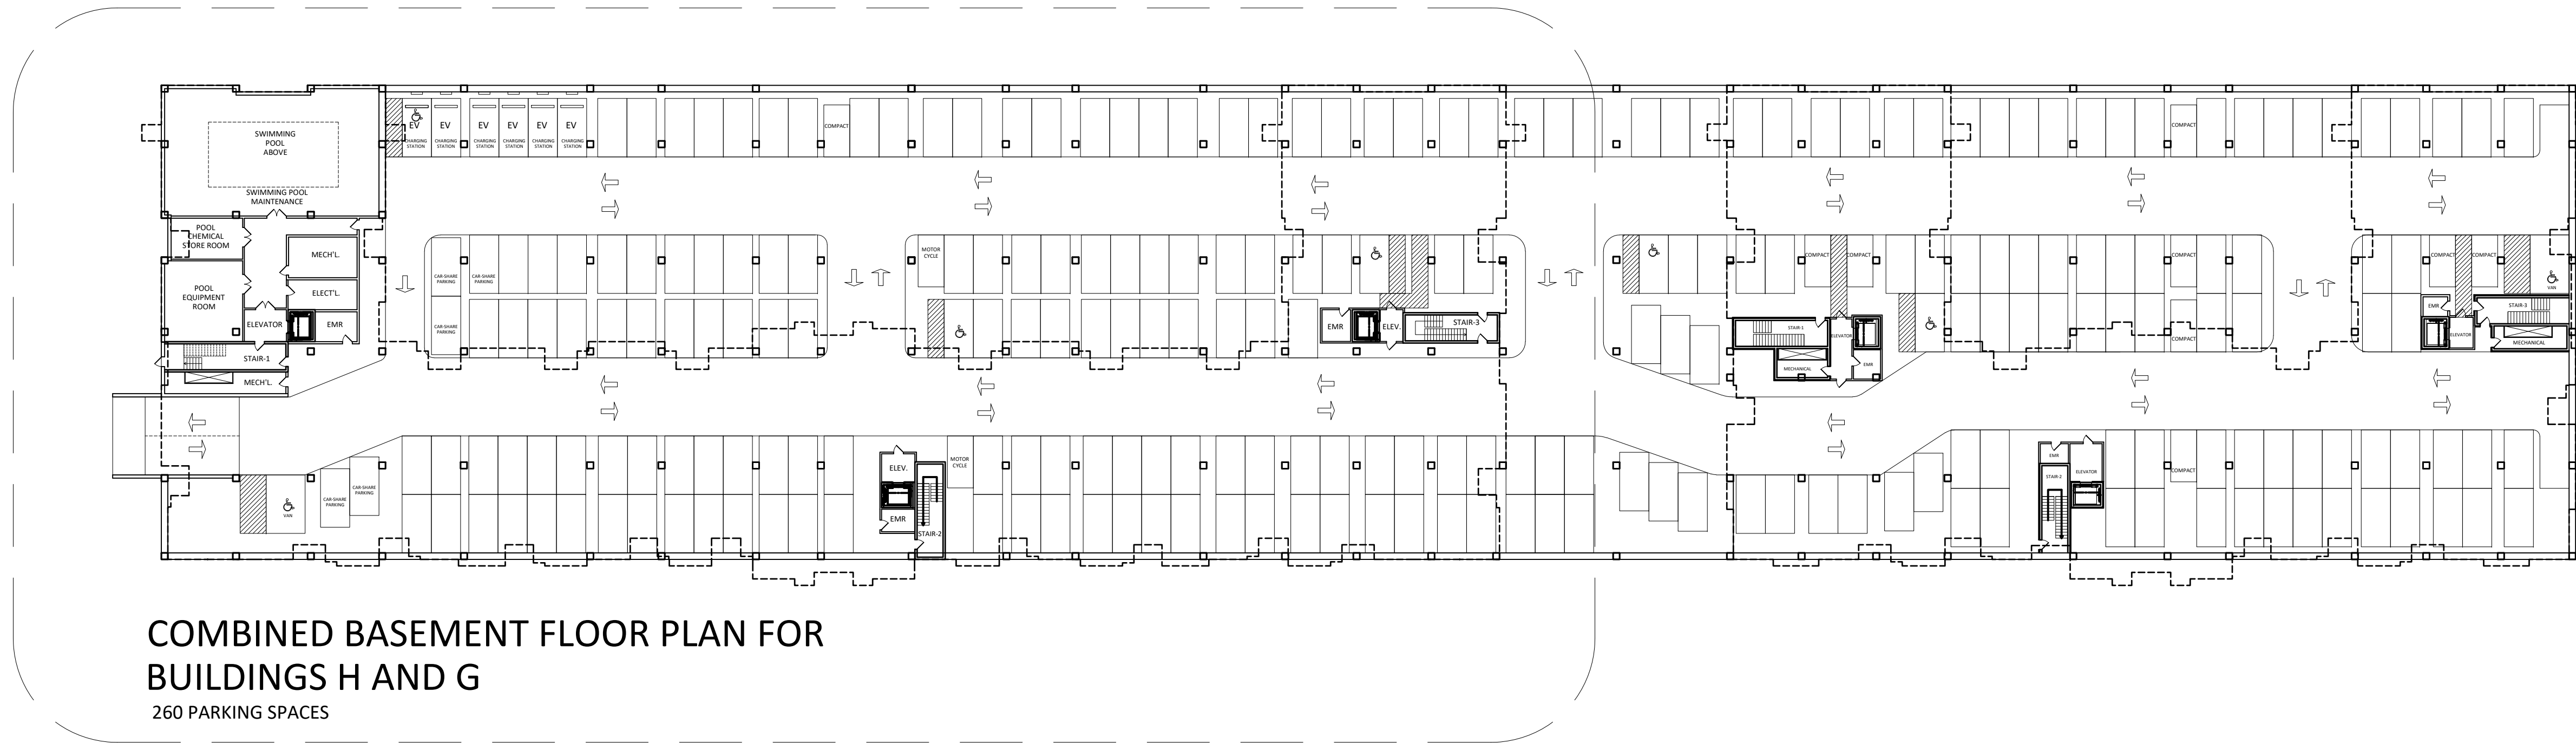 EV
EV
EV
EV
EV
EV
CHARGING
STATION
CHARGING
STATION
CHARGING
STATION
CHARGING
STATION
CHARGING
STATION
CHARGING
STATION
COMPACT
COMPACT
SWIMMING
POOL
ABOVE
SWIMMING POOL
MAINTENANCE
POOL
CHEMICAL
STORE ROOM
MECH'L.
POOL
EQUIPMENT
ROOM
ELECT'L.
ELEVATOR
EMR
STAIR-1
MECH'L.
CAR-SHARE
PARKING
CAR-SHARE
PARKING
CAR-SHARE
PARKING
MOTOR
CYCLE
EMR
ELEV.
STAIR-3
COMPACT
COMPACT
STAIR-1
ELEVATOR
MECHANICAL
EMR
COMPACT
COMPACT
COMPACT
COMPACT
VAN
EMR
STAIR-3
ELEVATOR
MECHANICAL
VAN
CAR-SHARE
PARKING
CAR-SHARE
PARKING
ELEV.
EMR
STAIR-2
MOTOR
CYCLE
EMR
ELEVATOR
STAIR-2
COMPACT
COMBINED BASEMENT FLOOR PLAN FOR
BUILDINGS H AND G
260 PARKING SPACES